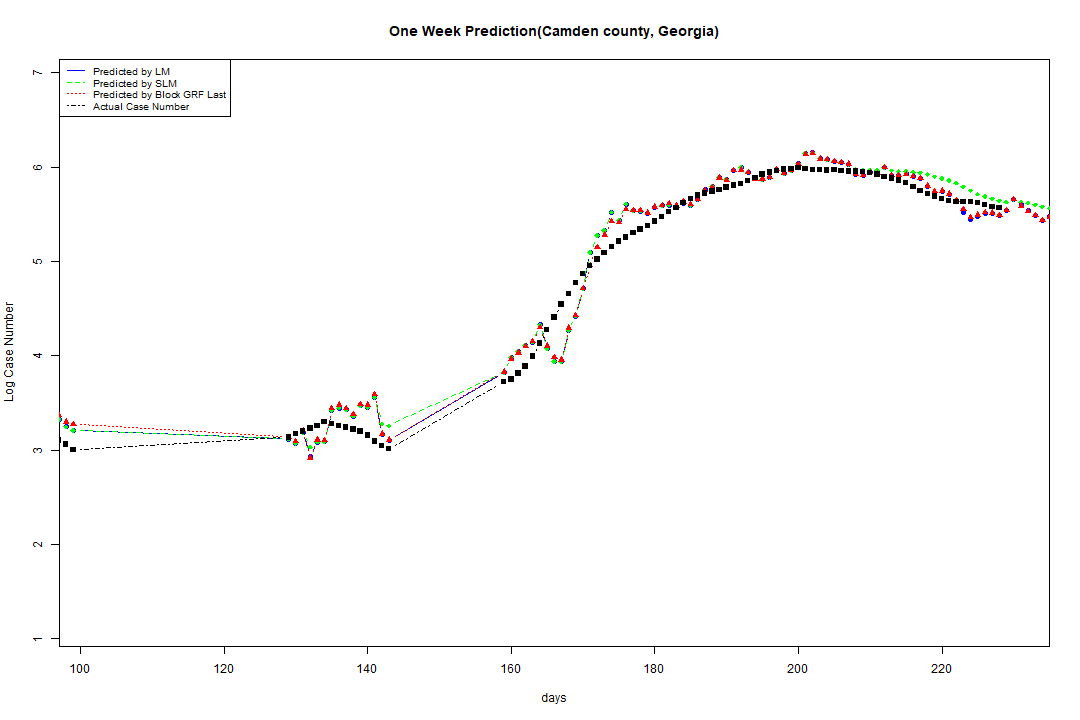 One Week Prediction(Camden county, Georgia)
Predicted by LM
Predicted by SLM
Predicted by Block GRF Last
Actual Case Number
7
6
5
4
3
2
1
Log Case Number
100 120 140 160 180 200 220
days